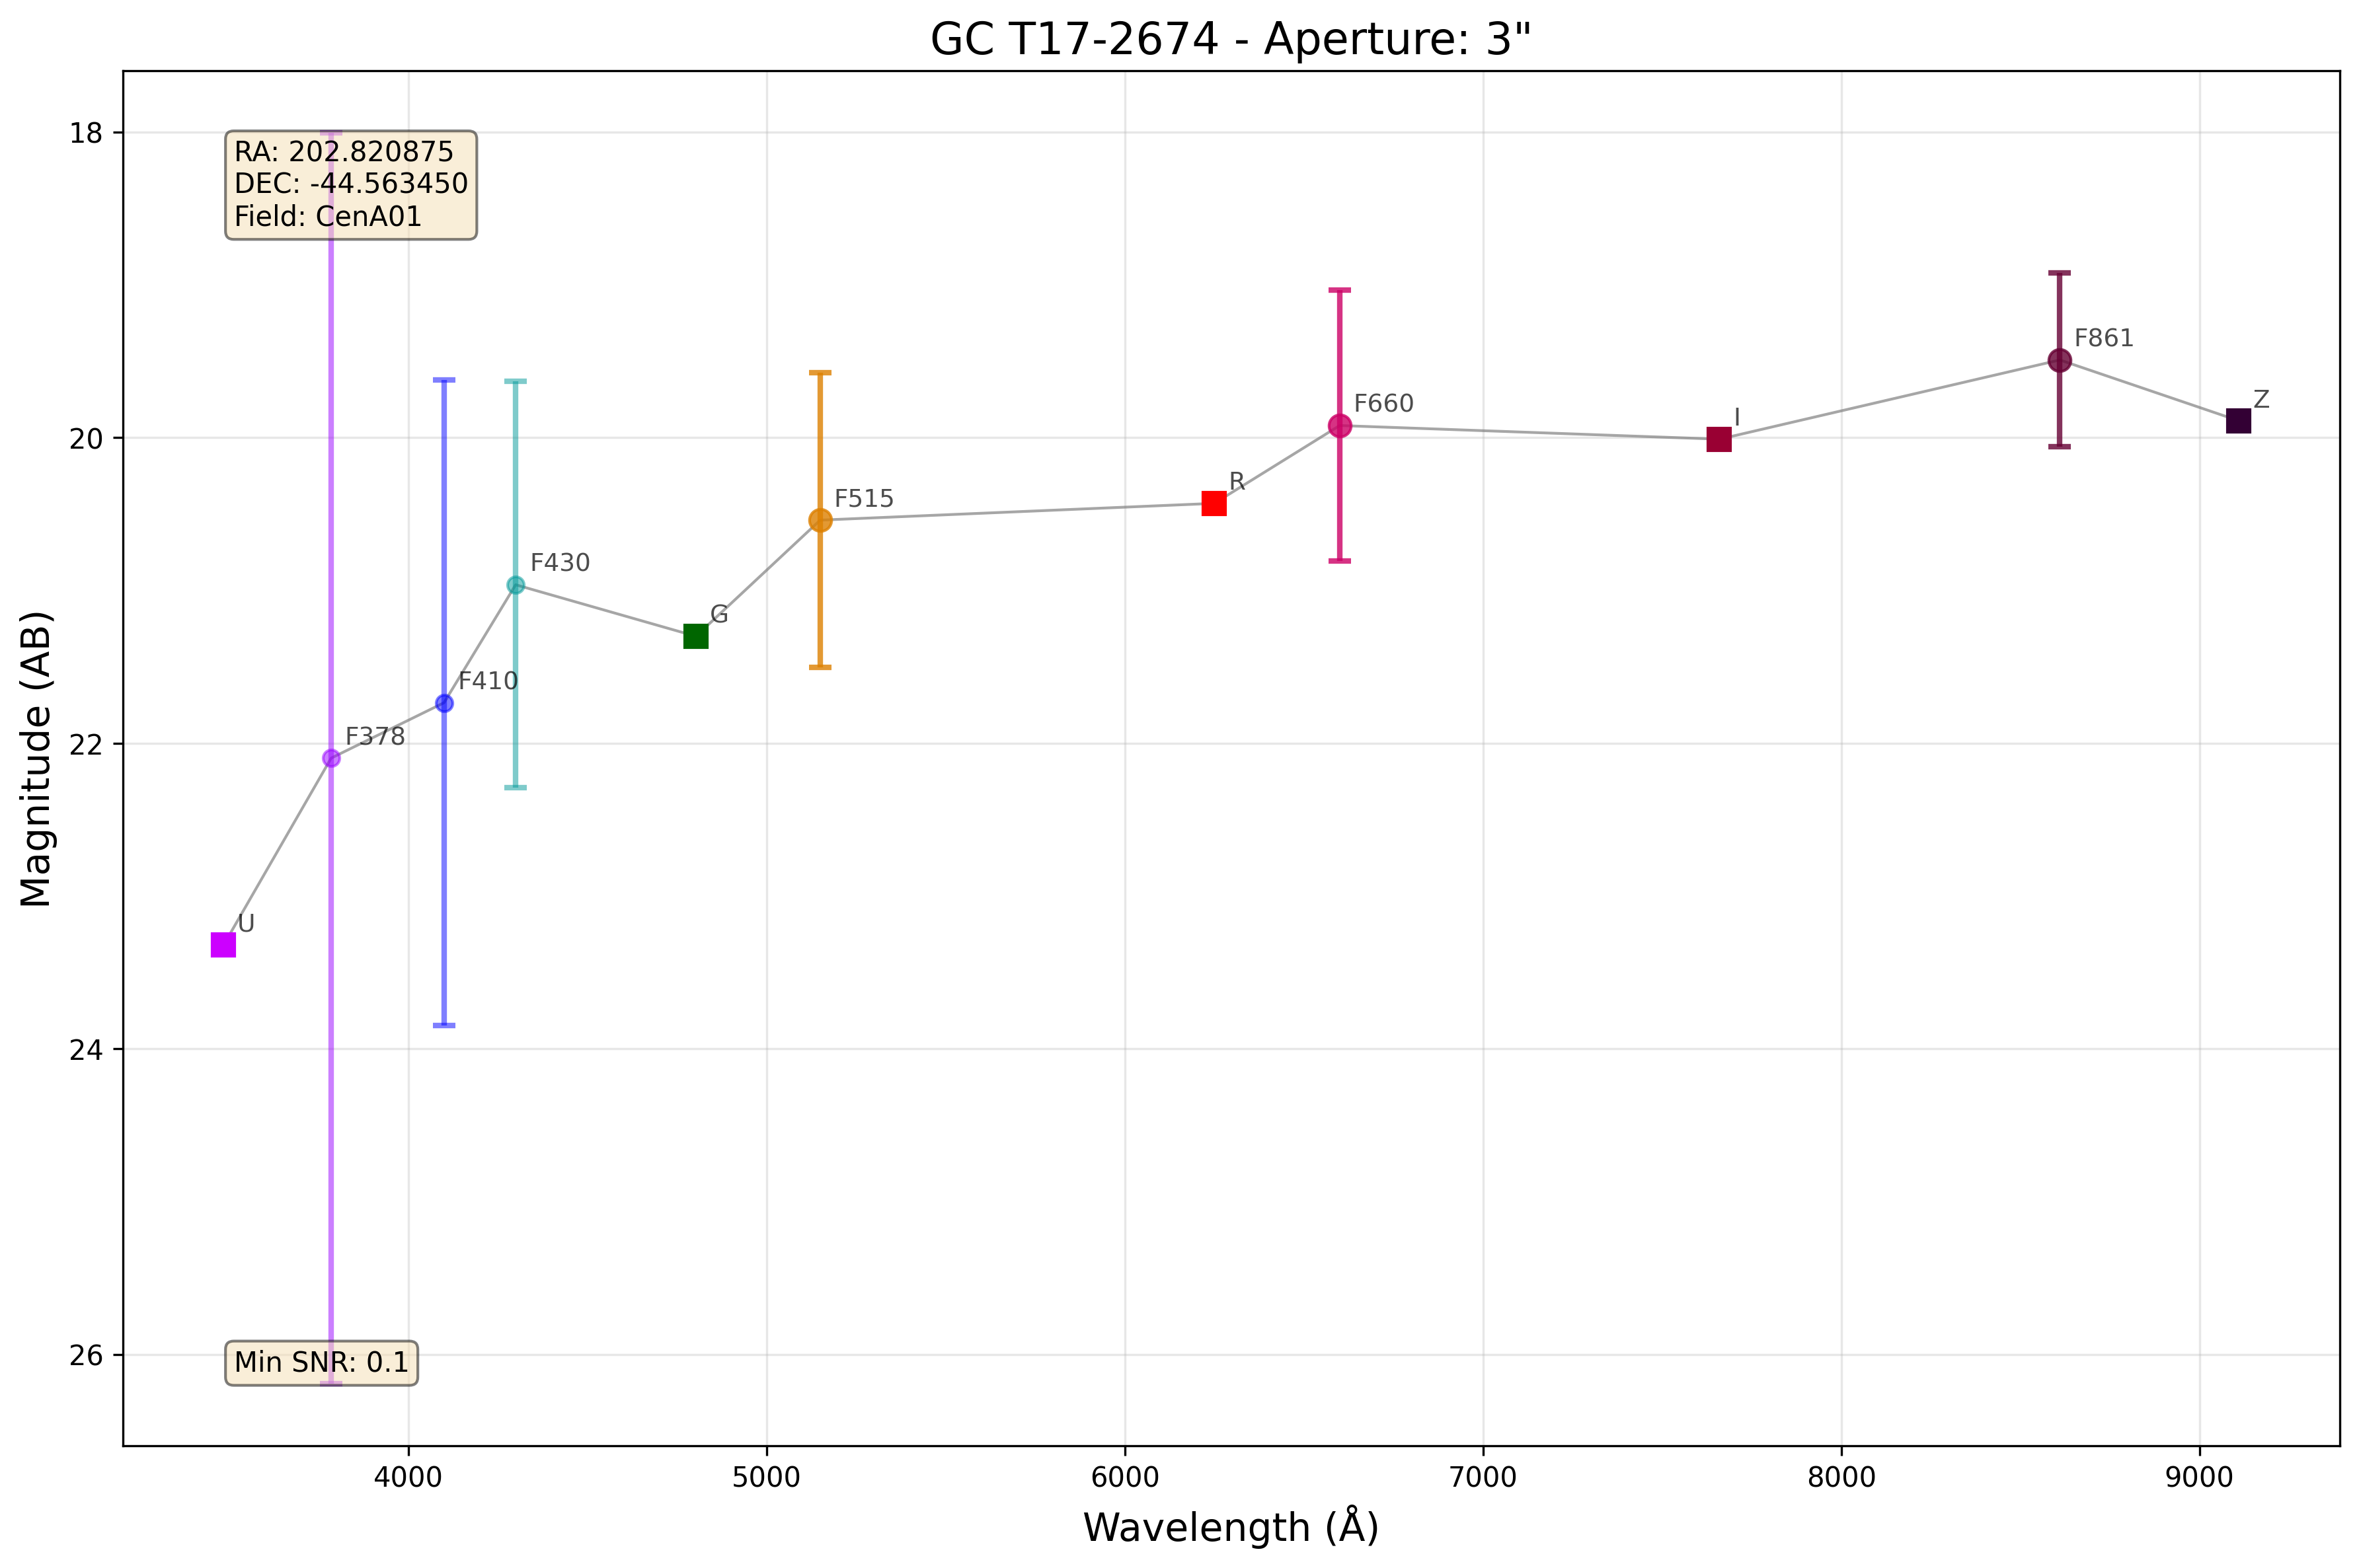 GC T17-2674 - Aperture: 3"
18
RA: 202.820875
DEC: -44.563450
Field: CenA01
F861
Z
F660
I
20
R
F515
F430
G
F410
F378
22
U
24
Min SNR: 0.1
26
Magnitude (AB)
4000
5000
6000
7000
8000
9000
Wavelength (Å)